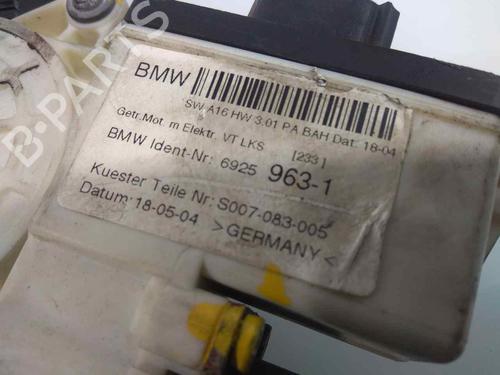 BMW
SW A16 HW 3.01 PA BAH Dat: 18-04
Getr.Mot. m Elektr. VT LKS [233]
BMW Ident-Nr: 6925 963-1
Kuester Teile Nr: S007-083-005
Datum: 18-05-04 >GERMANY<